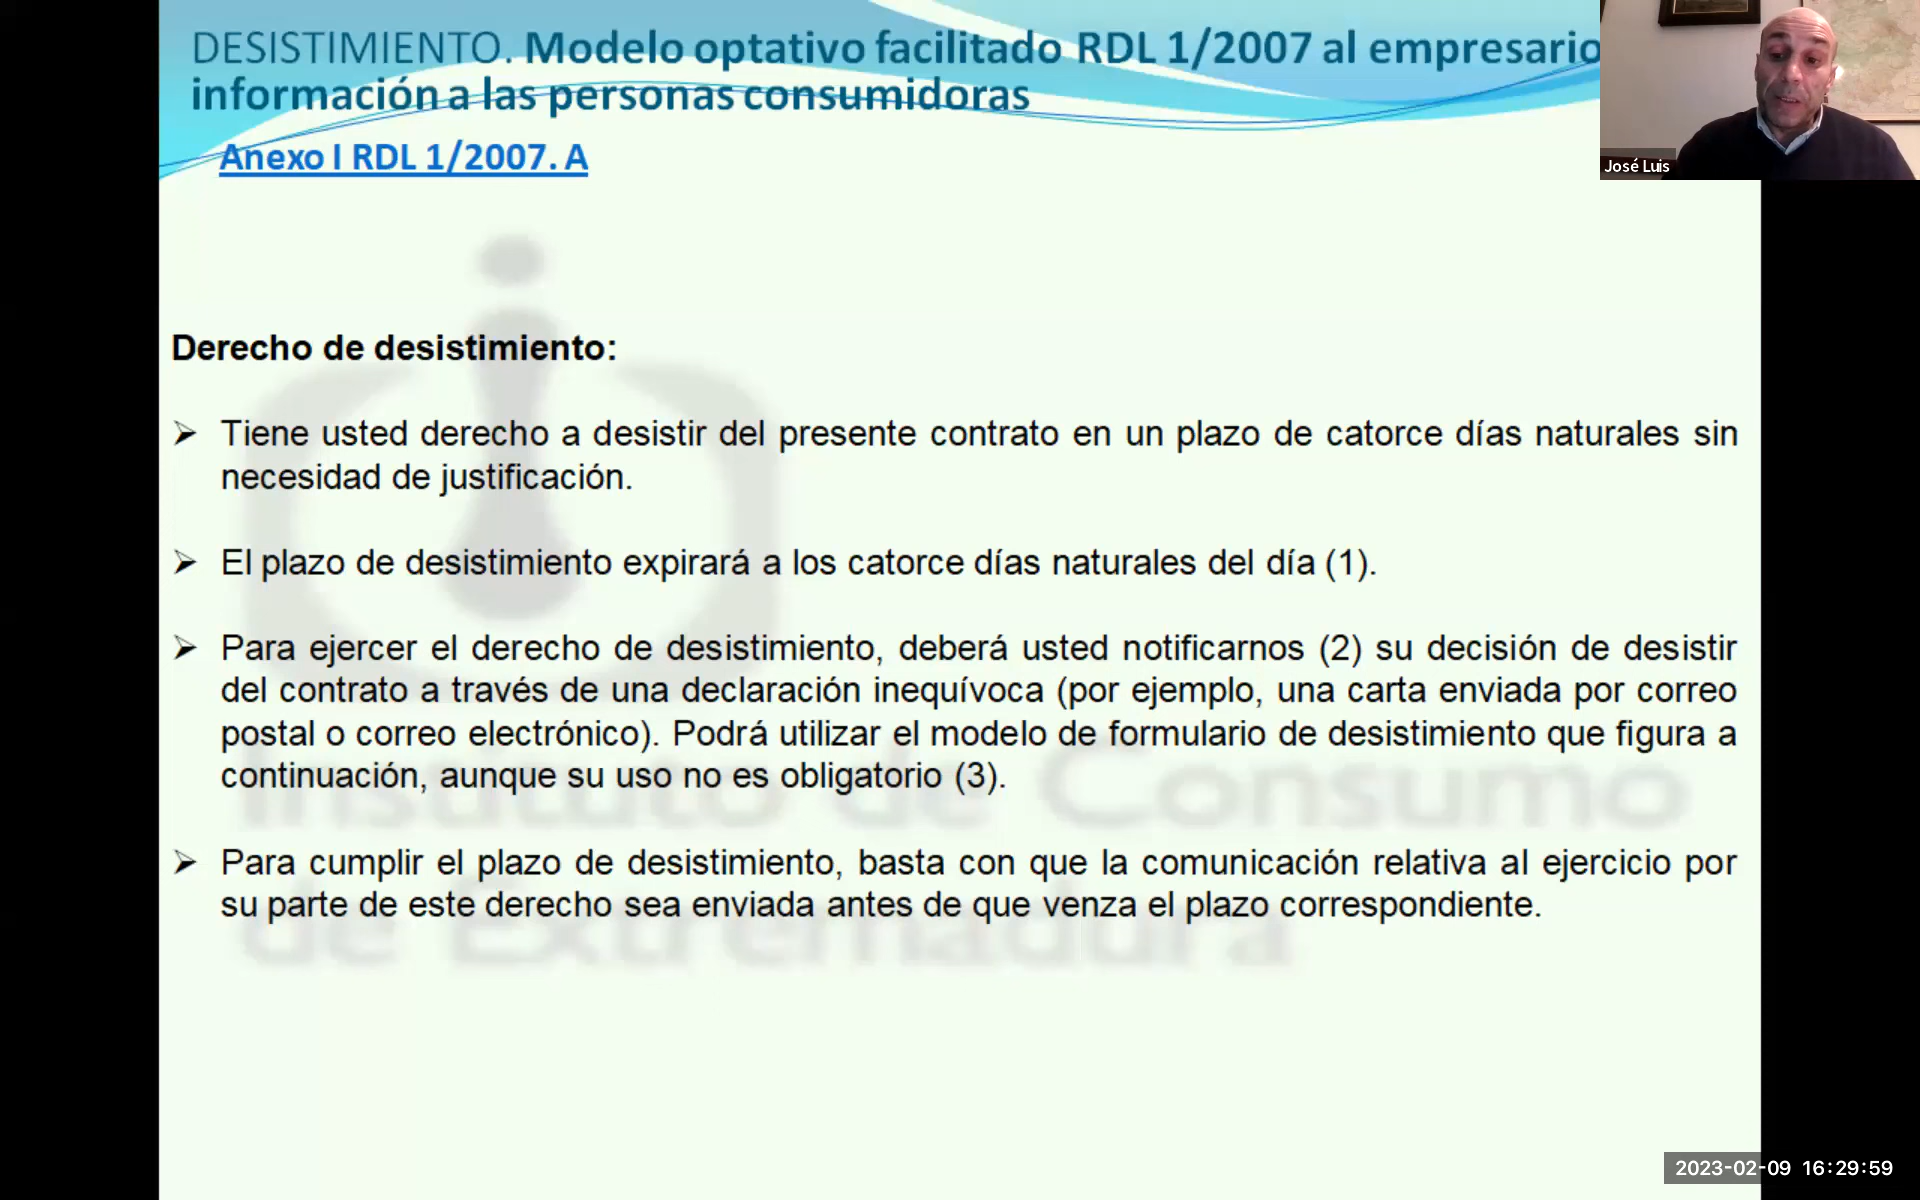 DESISTIMIENTO. Modelo optativo facilitado RDL 1/2007 al empresario
información a las personas consumidoras
Anexo I RDL 1/2007. A
José Luis
Derecho de desistimiento:
Tiene usted derecho a desistir del presente contrato en un plazo de catorce días naturales sin
necesidad de justificación.
El plazo de desistimiento expirará a los catorce días naturales del día (1).
Para ejercer el derecho de desistimiento, deberá usted notificarnos (2) su decisión de desistir
del contrato a través de una declaración inequívoca (por ejemplo, una carta enviada por correo
postal o correo electrónico). Podrá utilizar el modelo de formulario de desistimiento que figura a
continuación, aunque su uso no es obligatorio (3).
Para cumplir el plazo de desistimiento, basta con que la comunicación relativa al ejercicio por
su parte de este derecho sea enviada antes de que venza el plazo correspondiente.
Instituto de Consumo
de Extremadura
2023-02-09 16:29:59